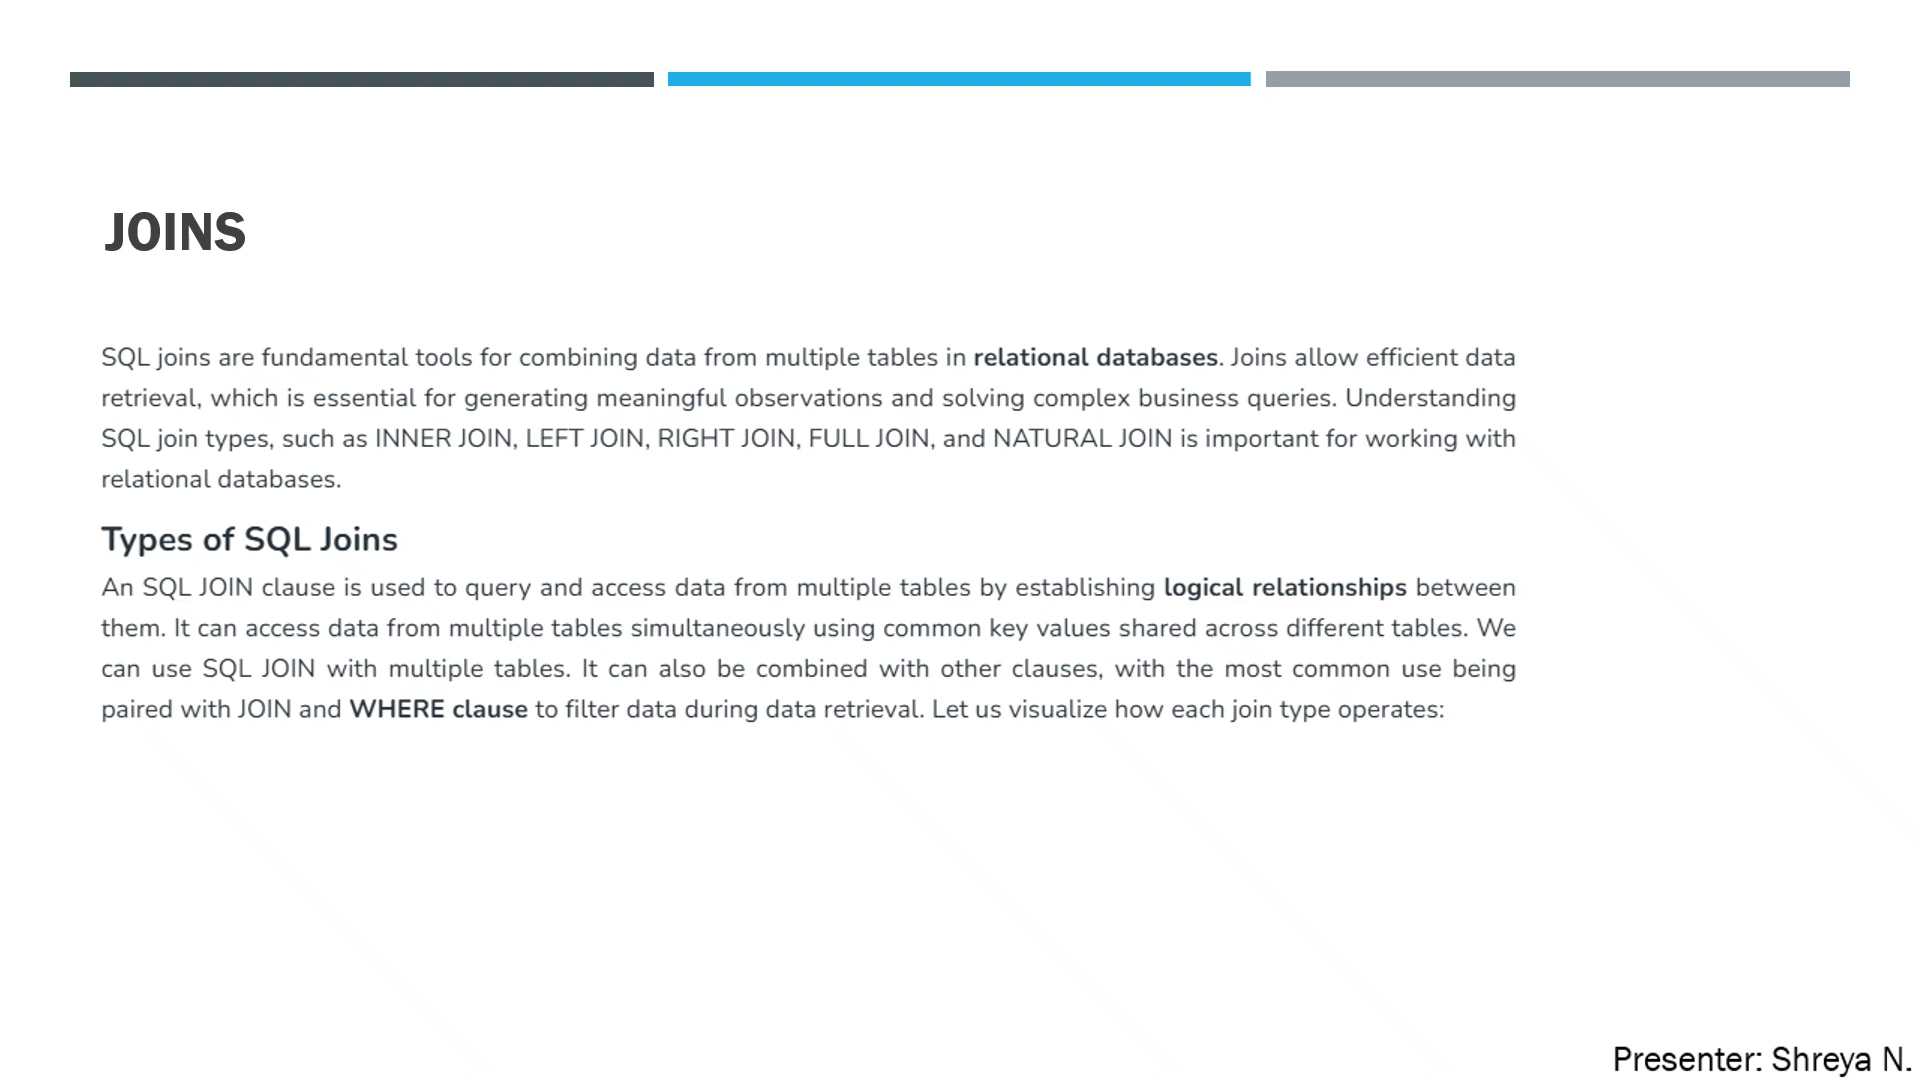 JOINS
SQL joins are fundamental tools for combining data from multiple tables in relational databases. Joins allow efficient data
retrieval, which is essential for generating meaningful observations and solving complex business queries. Understanding
SQL join types, such as INNER JOIN, LEFT JOIN, RIGHT JOIN, FULL JOIN, and NATURAL JOIN is important for working with
relational databases.
Types of SQL Joins
An SQL JOIN clause is used to query and access data from multiple tables by establishing logical relationships between
them. It can access data from multiple tables simultaneously using common key values shared across different tables. We
can use SQL JOIN with multiple tables. It can also be combined with other clauses, with the most common use being
paired with JOIN and WHERE clause to filter data during data retrieval. Let us visualize how each join type operates:
Presenter: Shreya N.